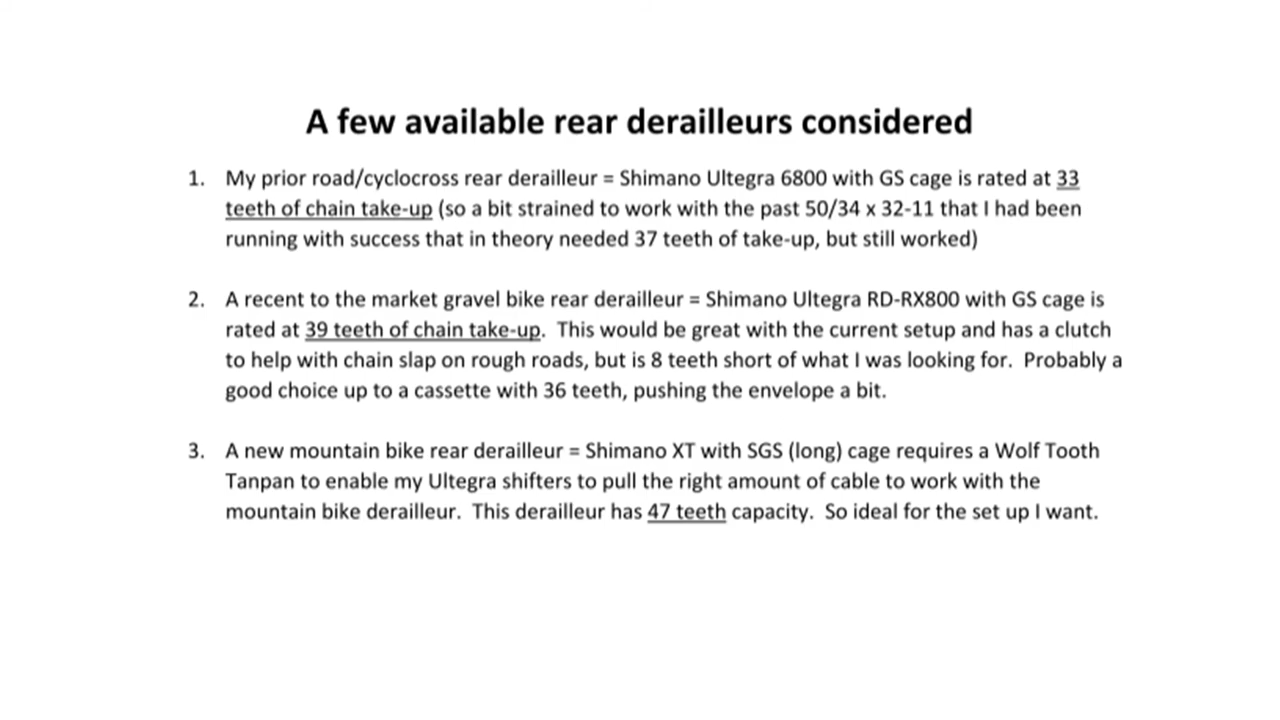 A few available rear derailleurs considered
1. My prior road/cyclocross rear derailleur = Shimano Ultegra 6800 with GS cage is rated at 33
teeth of chain take-up (so a bit strained to work with the past 50/34 x 32-11 that I had been
running with success that in theory needed 37 teeth of take-up, but still worked)
2. A recent to the market gravel bike rear derailleur = Shimano Ultegra RD-RX800 with GS cage is
rated at 39 teeth of chain take-up. This would be great with the current setup and has a clutch
to help with chain slap on rough roads, but is 8 teeth short of what I was looking for. Probably a
good choice up to a cassette with 36 teeth, pushing the envelope a bit.
3. A new mountain bike rear derailleur = Shimano XT with SGS (long) cage requires a Wolf Tooth
Tanpan to enable my Ultegra shifters to pull the right amount of cable to work with the
mountain bike derailleur. This derailleur has 47 teeth capacity. So ideal for the set up I want.